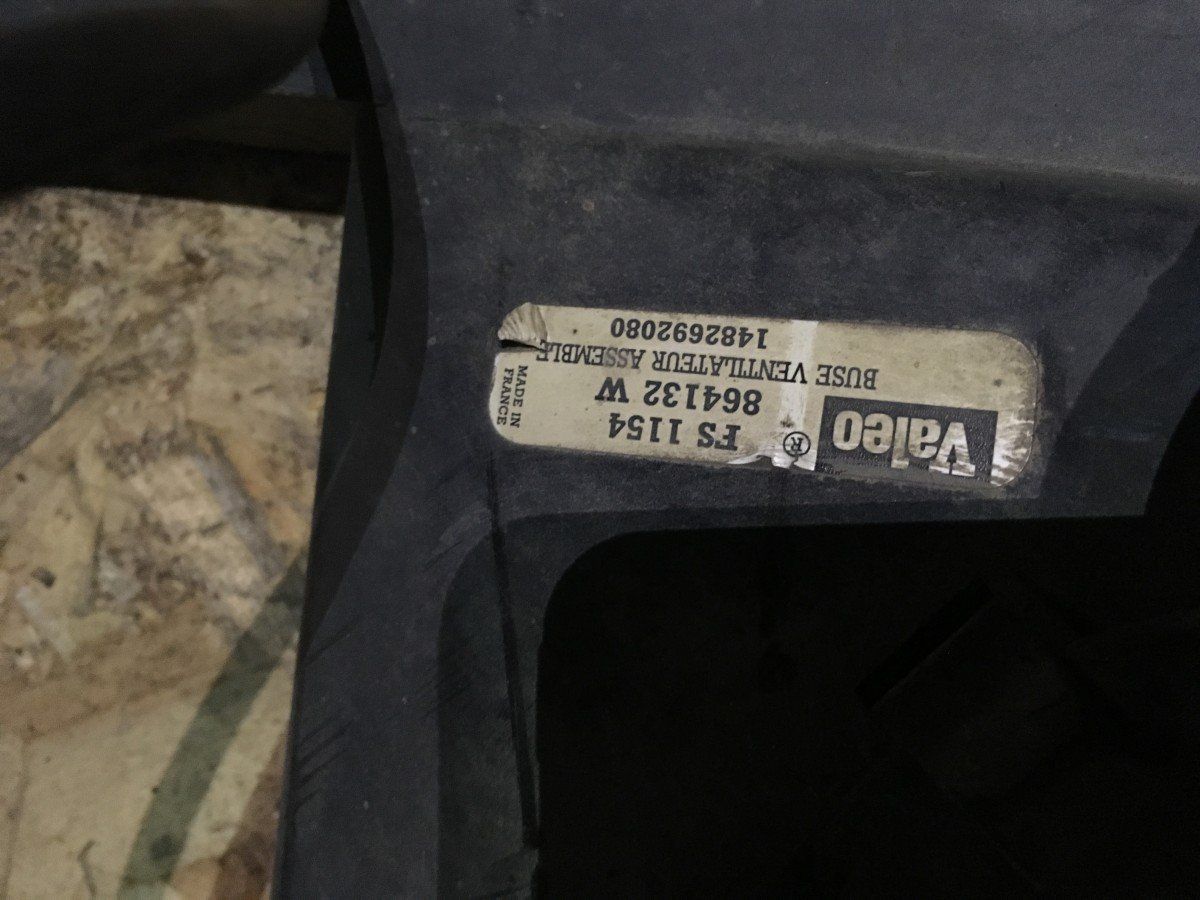 Valeo ®
FS 1154
864132 W
BUSE VENTILATEUR ASSEMBLE
1482692080
MADE IN
FRANCE